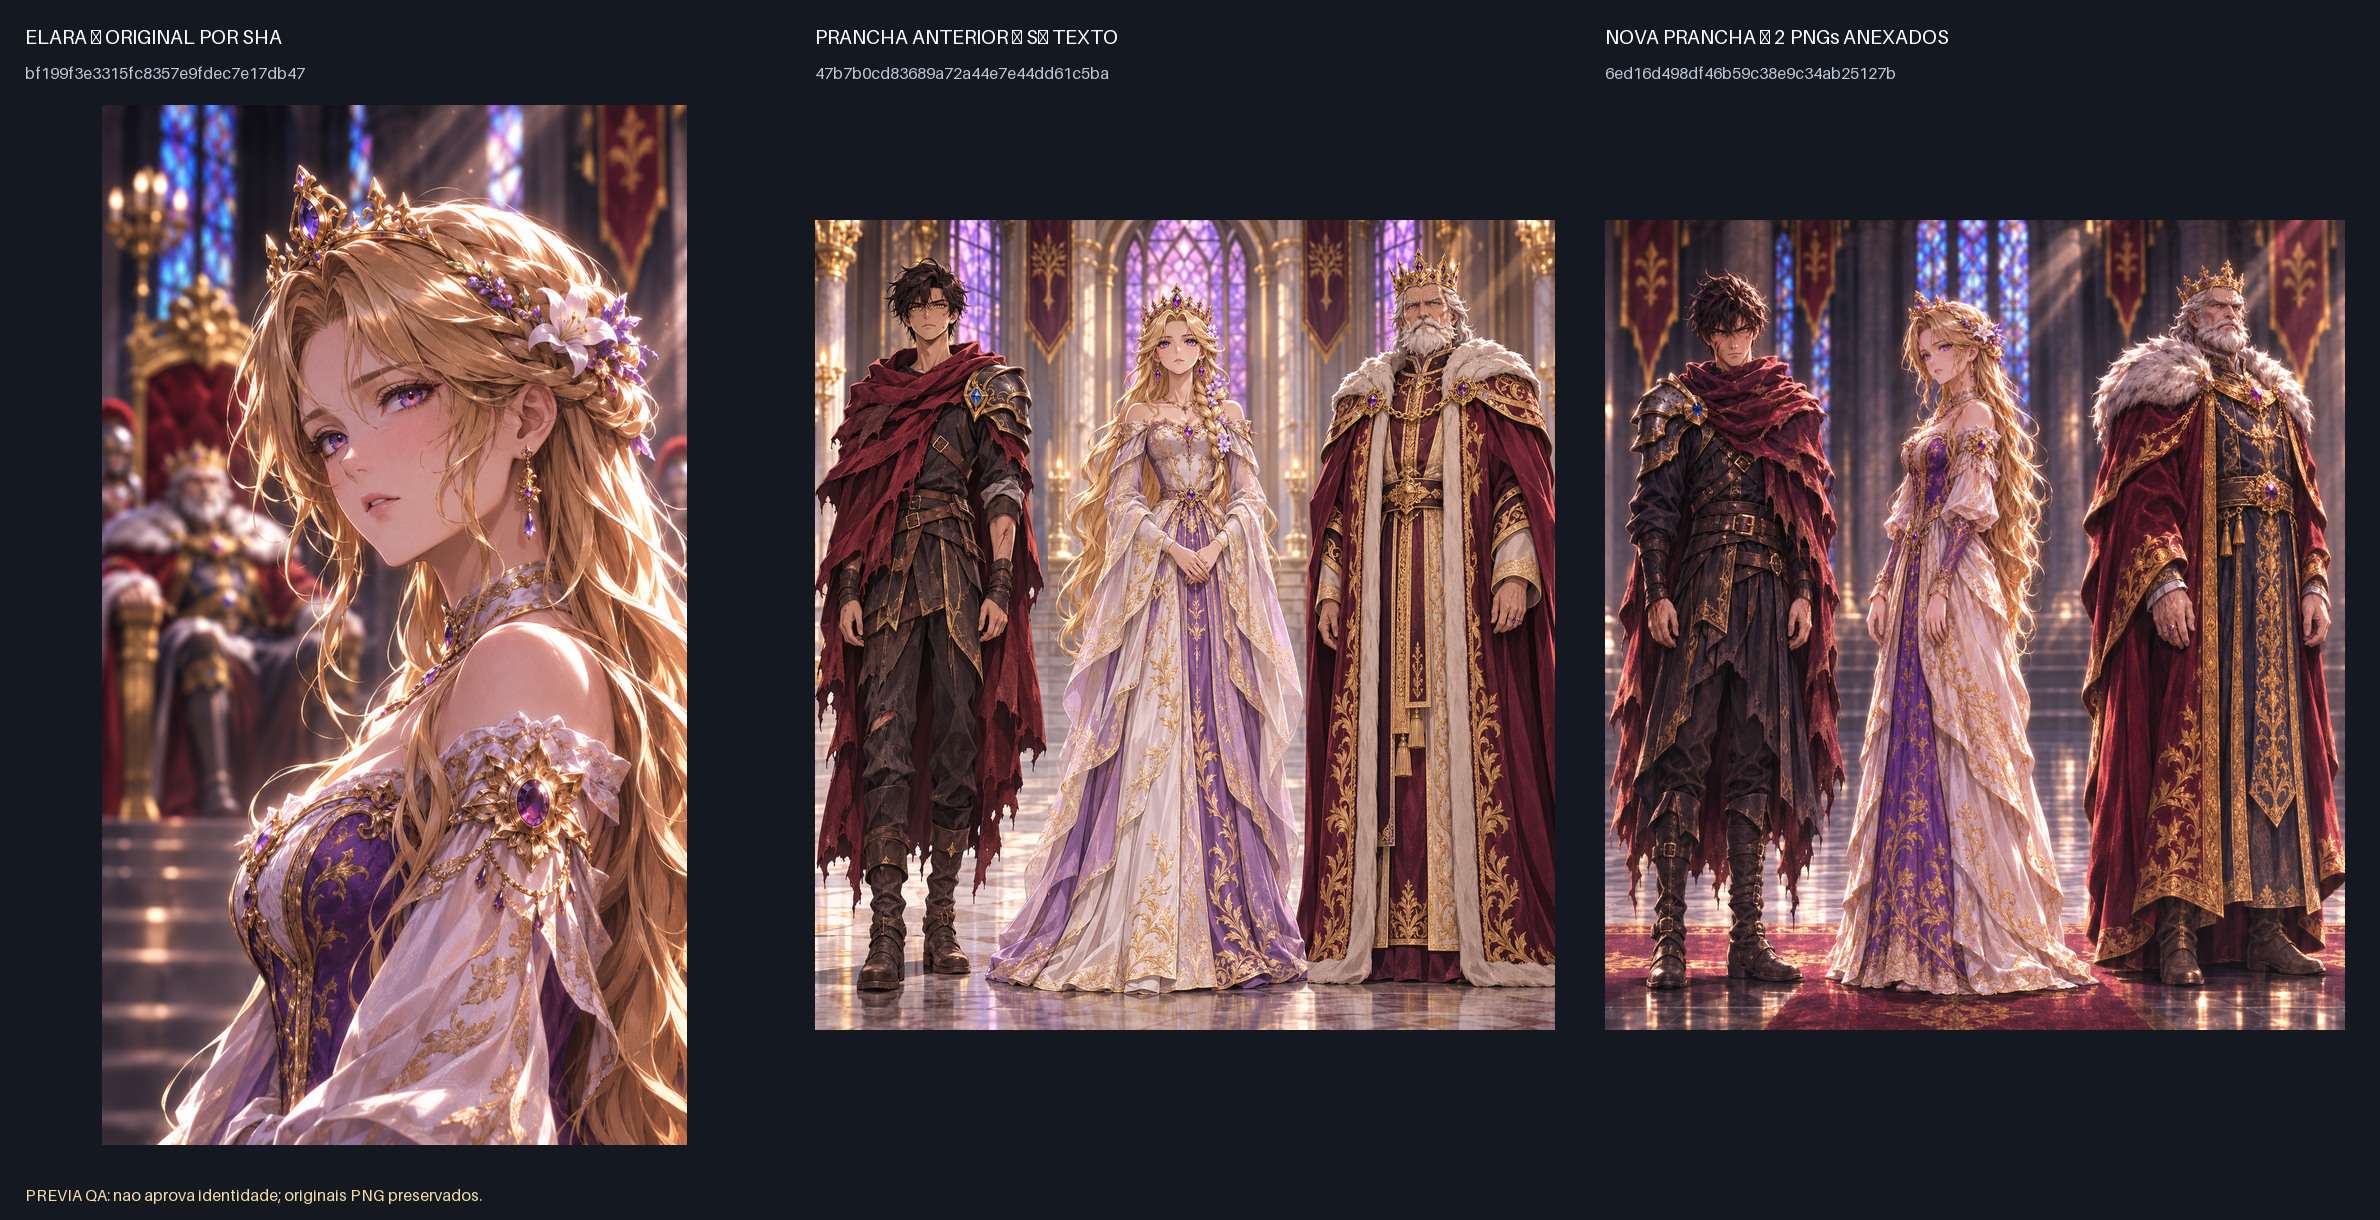 ELARA ☒ ORIGINAL POR SHA
bf199f3e3315fc8357e9fdec7e17db47
PRANCHA ANTERIOR ☒ S☒ TEXTO
47b7b0cd83689a72a44e7e44dd61c5ba
NOVA PRANCHA ☒ 2 PNGs ANEXADOS
6ed16d498df46b59c38e9c34ab25127b
PREVIA QA: nao aprova identidade; originais PNG preservados.